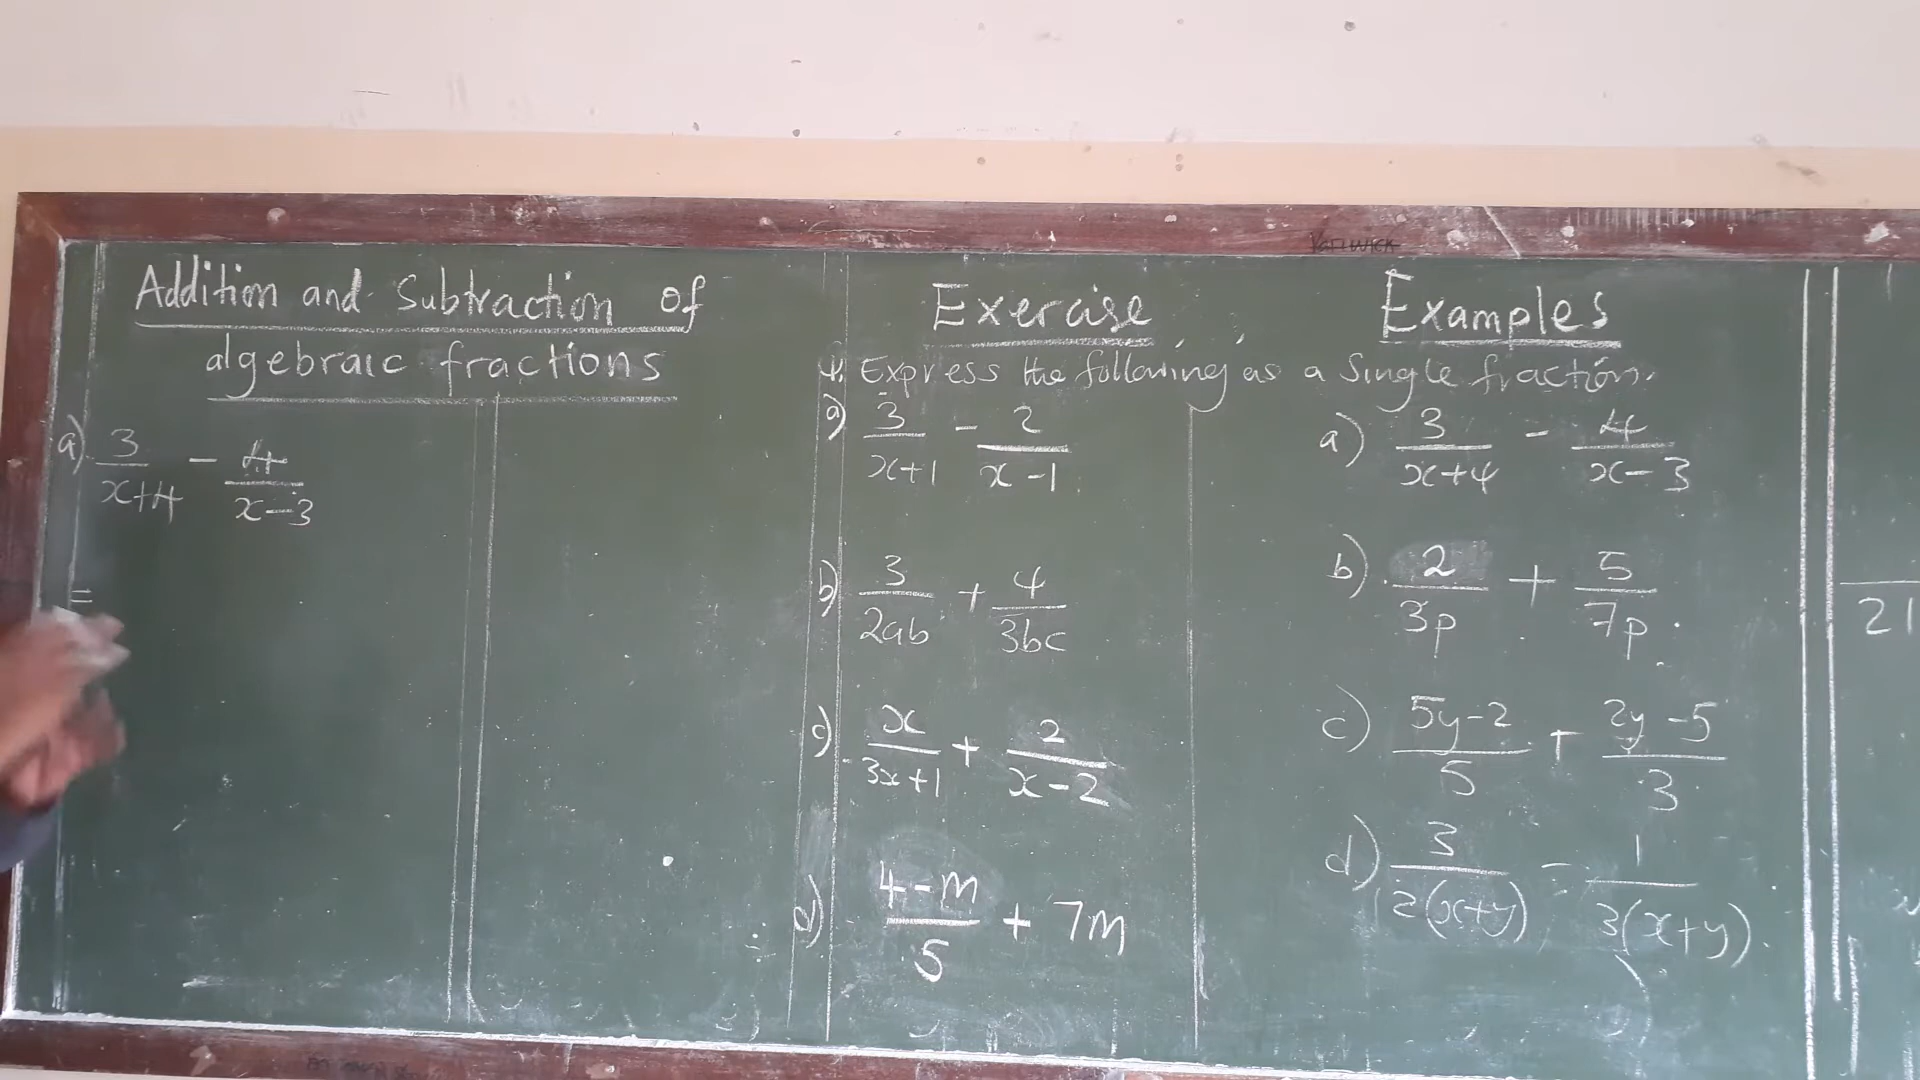 Addition and Subtraction of
algebraic fractions
a) 3/(x+4) - 4/(x-3)
=
Exercise
1. Express the following as a single fraction.
a) 3/(x+1) - 2/(x-1)
b) 3/2ab + 4/3bc
c) x/(3x+1) + 2/(x-2)
d) (4-m)/5 + 7m
Examples
a) 3/(x+4) - 4/(x-3)
b) 2/3p + 5/7p
c) (5y-2)/5 + (2y-5)/3
d) 3/2(x+y) - 1/3(x+y)
21